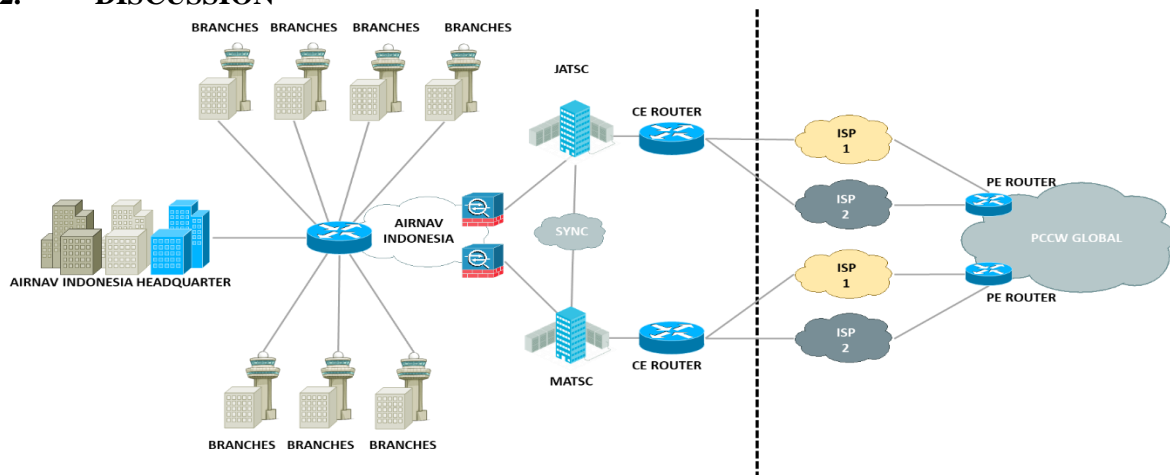 2. DISCUSSION
BRANCHES BRANCHES BRANCHES BRANCHES
JATSC
CE ROUTER
ISP
1
PE ROUTER
ISP
2
AIRNAV
INDONESIA
SYNC
PCCW GLOBAL
AIRNAV INDONESIA HEADQUARTER
ISP
1
PE ROUTER
ISP
2
MATSC
CE ROUTER
BRANCHES BRANCHES BRANCHES